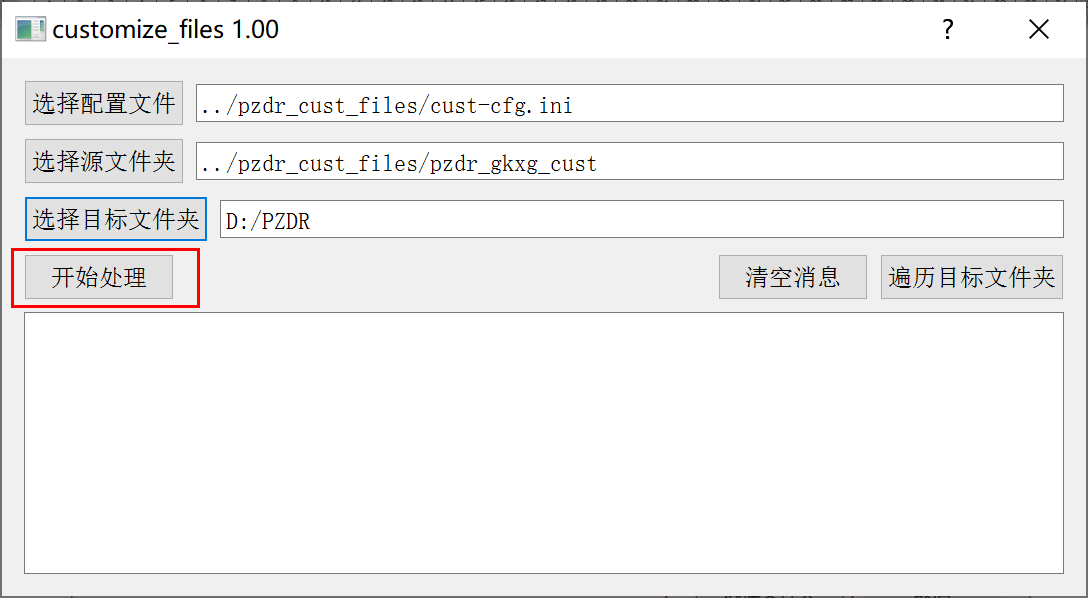 customize_files 1.00 ?
选择配置文件 ../pzdr_cust_files/cust-cfg.ini
选择源文件夹 ../pzdr_cust_files/pzdr_gkxg_cust
选择目标文件夹 D:/PZDR
开始处理 清空消息 遍历目标文件夹